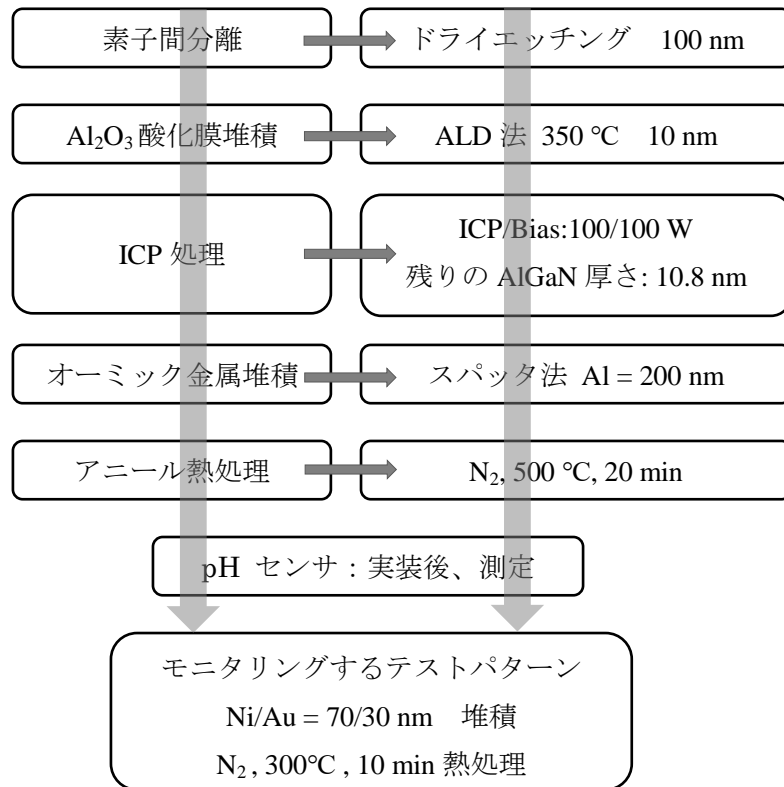 素子間分離
ドライエッチング 100 nm
Al₂O₃酸化膜堆積
ALD 法 350 ℃ 10 nm
ICP 処理
ICP/Bias:100/100 W
残りの AlGaN 厚さ: 10.8 nm
オーミック金属堆積
スパッタ法 Al = 200 nm
アニール熱処理
N₂, 500 ℃, 20 min
pH センサ：実装後、測定
モニタリングするテストパターン
Ni/Au = 70/30 nm 堆積
N₂ , 300℃ , 10 min 熱処理